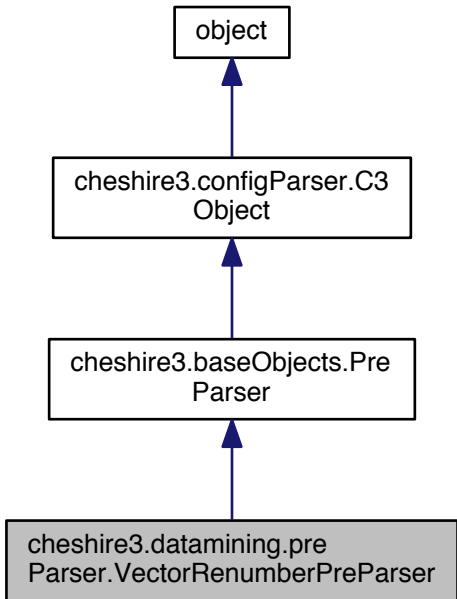 object
cheshire3.configParser.C3
Object
cheshire3.baseObjects.Pre
Parser
cheshire3.datamining.pre
Parser.VectorRenumberPreParser